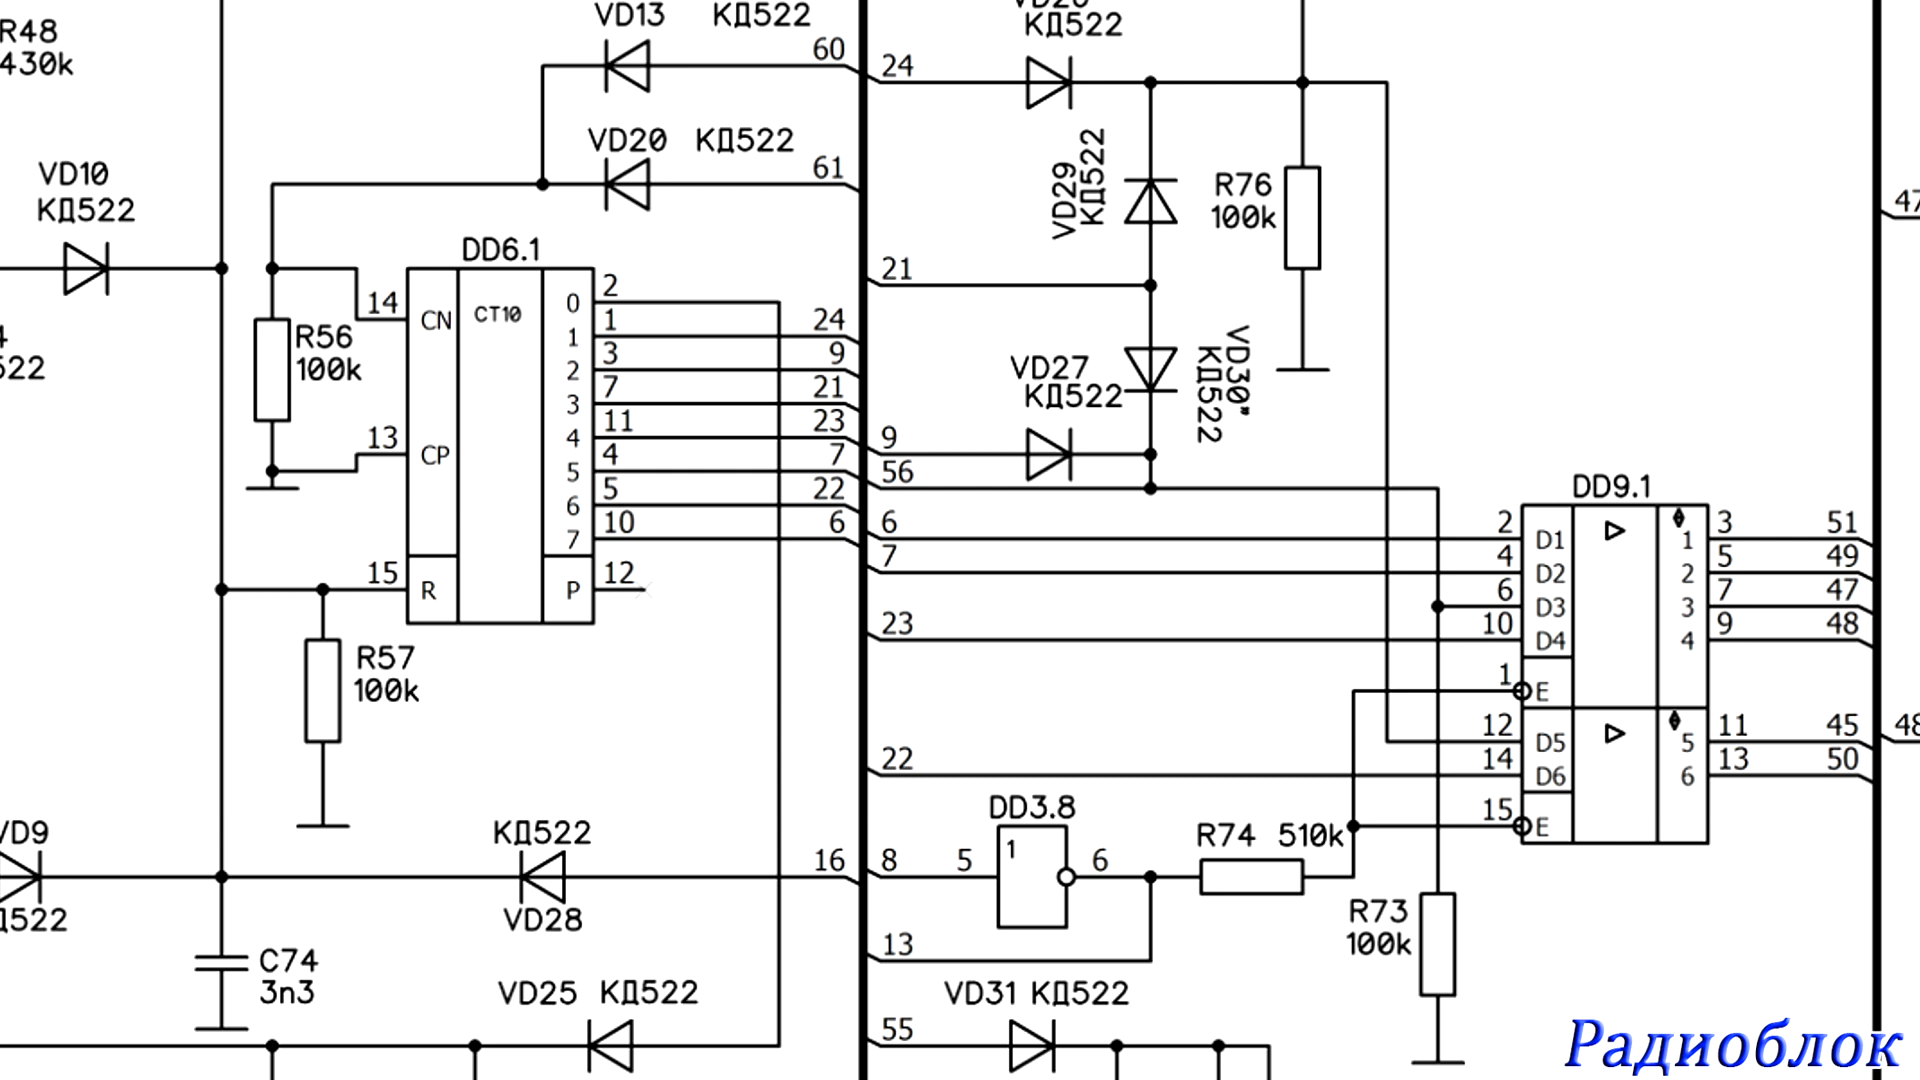 R48
430k
VD13 КД522
60
VD20 КД522
61
VD10
КД522
522
DD6.1
14 CN CT10
13 CP
15 R
0 2
1 1 24
2 3 9
3 7 21
4 11 23
5 4 7
6 5 22
7 10 6
P 12
R56
100k
R57
100k
VD9
Д522
КД522
VD28
16
C74
3n3
VD25 КД522
24
КД522
VD29
КД522
R76
100k
21
VD30"
КД522
VD27
КД522
9
56
6
7
23
22
8
13
55
DD3.8
5 1 6
R74 510k
R73
100k
VD31 КД522
DD9.1
2 D1 1 3 51
4 D2 2 5 49
6 D3 3 7 47
10 D4 4 9 48
1 E
12 D5 5 11 45
14 D6 6 13 50
15 E
47
48
Радиоблок